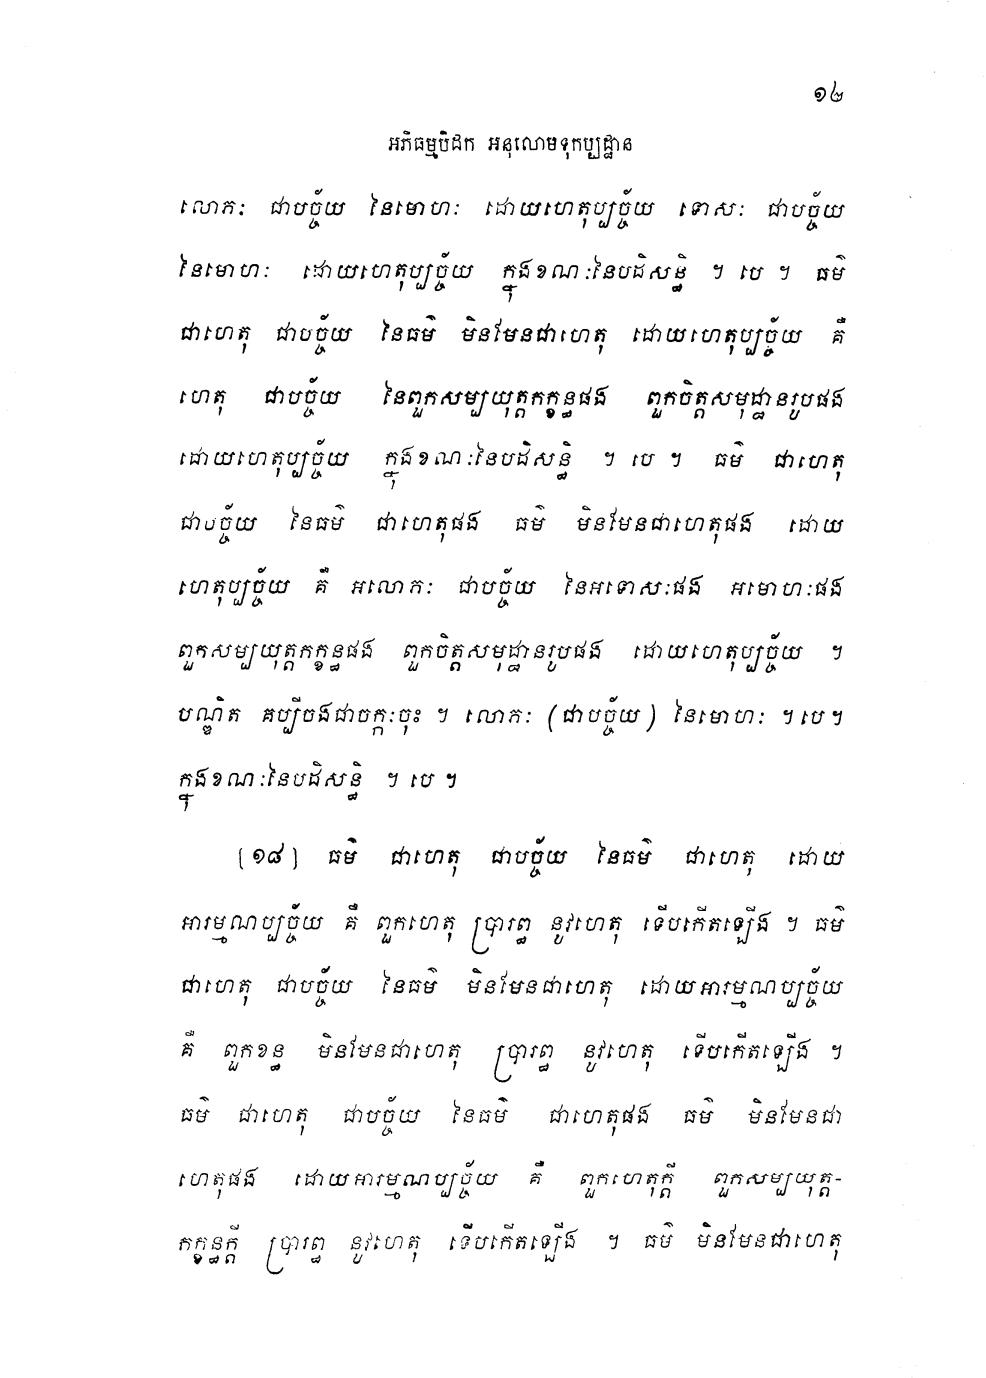 ១៤
អភិធម្មបិដក អនុលោមទុកប្បដ្ឋាន
លោភៈ ជាបច្ច័យ នៃមោហៈ ដោយហេតុប្បច្ច័យ ទោសៈ ជាបច្ច័យ
នៃមោហៈ ដោយហេតុប្បច្ច័យ ក្នុងខណៈនៃបដិសន្ធិ ។ បេ ។ ធម៌
ជាហេតុ ជាបច្ច័យ នៃធម៌ មិនមែនជាហេតុ ដោយហេតុប្បច្ច័យ គឺ
ហេតុ ជាបច្ច័យ នៃពួកសម្បយុត្តកក្ខន្ធផង ពួកចិត្តសមុដ្ឋានរូបផង
ដោយហេតុប្បច្ច័យ ក្នុងខណៈនៃបដិសន្ធិ ។ បេ ។ ធម៌ ជាហេតុ
ជាបច្ច័យ នៃធម៌ ជាហេតុផង ធម៌ មិនមែនជាហេតុផង ដោយ
ហេតុប្បច្ច័យ គឺ អលោភៈ ជាបច្ច័យ នៃអទោសៈផង អមោហៈផង
ពួកសម្បយុត្តកក្ខន្ធផង ពួកចិត្តសមុដ្ឋានរូបផង ដោយហេតុប្បច្ច័យ ។
បណ្ឌិត គប្បីចងជាចក្កៈចុះ ។ លោភៈ (ជាបច្ច័យ) នៃមោហៈ ។ បេ ។
ក្នុងខណៈនៃបដិសន្ធិ ។ បេ ។
[១៨] ធម៌ ជាហេតុ ជាបច្ច័យ នៃធម៌ ជាហេតុ ដោយ
អារម្មណប្បច្ច័យ គឺ ពួកហេតុ ប្រារព្ធ នូវហេតុ ទើបកើតឡើង ។ ធម៌
ជាហេតុ ជាបច្ច័យ នៃធម៌ មិនមែនជាហេតុ ដោយអារម្មណប្បច្ច័យ
គឺ ពួកខន្ធ មិនមែនជាហេតុ ប្រារព្ធ នូវហេតុ ទើបកើតឡើង ។
ធម៌ ជាហេតុ ជាបច្ច័យ នៃធម៌ ជាហេតុផង ធម៌ មិនមែនជា
ហេតុផង ដោយអារម្មណប្បច្ច័យ គឺ ពួកហេតុក្តី ពួកសម្បយុត្ត-
កក្ខន្ធក្តី ប្រារព្ធ នូវហេតុ ទើបកើតឡើង ។ ធម៌ មិនមែនជាហេតុ